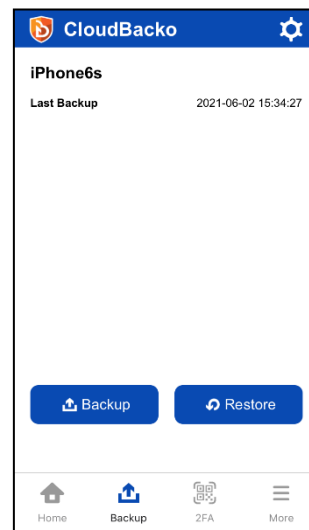 CloudBacko
iPhone6s
Last Backup 2021-06-02 15:34:27
Backup Restore
Home Backup 2FA More